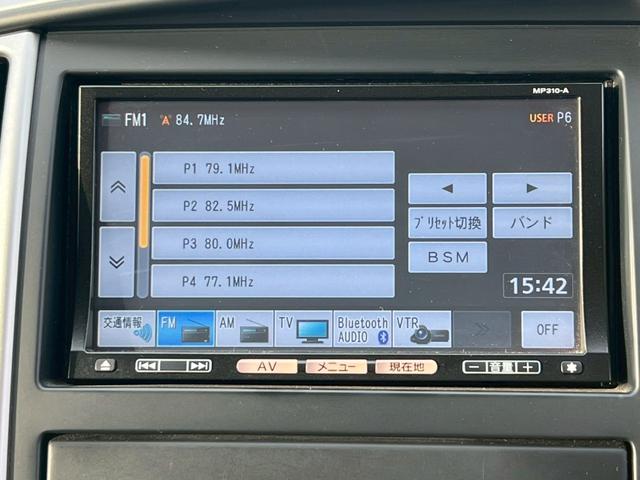 MP310-A
FM1 84.7MHz USER P6
P1 79.1MHz
P2 82.5MHz
P3 80.0MHz
P4 77.1MHz
プリセット切換 バンド
BSM
15:42
交通情報 FM AM TV Bluetooth AUDIO VTR OFF
AV メニュー 現在地 音量